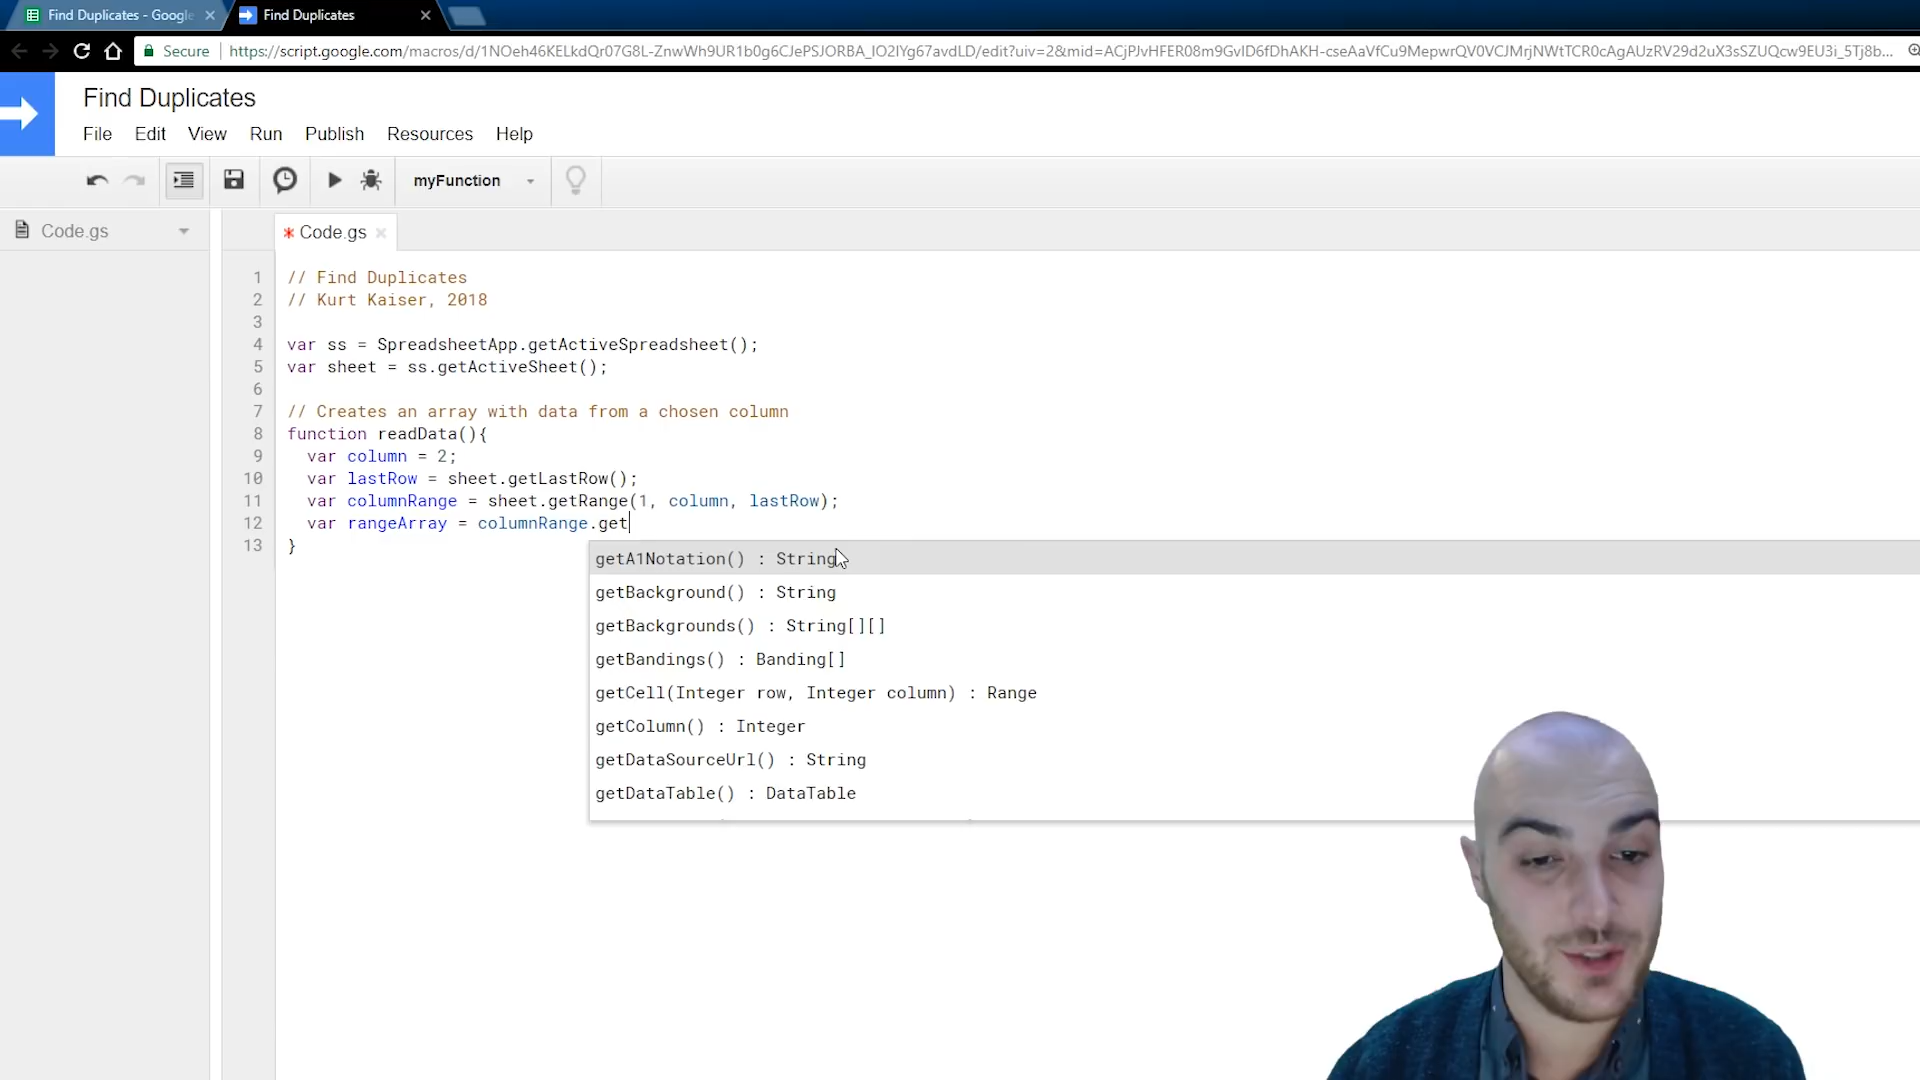 Find Duplicates - Google
Find Duplicates
Secure
https://script.google.com/macros/d/1NOeh46KELkdQr07G8L-ZnwWh9UR1b0g6CJePSJORBA_IO2IYg67avdLD/edit?uiv=2&mid=ACjPJvHFER08m9GvID6fDhAKH-cseAaVfCu9MepwrQV0VCJMrjNWtTCR0cAgAUzRV29d2uX3sSZUQcw9EU3i_5Tj8b...
Find Duplicates
File Edit View Run Publish Resources Help
myFunction
Code.gs
* Code.gs
1 // Find Duplicates
2 // Kurt Kaiser, 2018
3
4 var ss = SpreadsheetApp.getActiveSpreadsheet();
5 var sheet = ss.getActiveSheet();
6
7 // Creates an array with data from a chosen column
8 function readData(){
9 var column = 2;
10 var lastRow = sheet.getLastRow();
11 var columnRange = sheet.getRange(1, column, lastRow);
12 var rangeArray = columnRange.get
13 }
getA1Notation() : String
getBackground() : String
getBackgrounds() : String[][]
getBandings() : Banding[]
getCell(Integer row, Integer column) : Range
getColumn() : Integer
getDataSourceUrl() : String
getDataTable() : DataTable